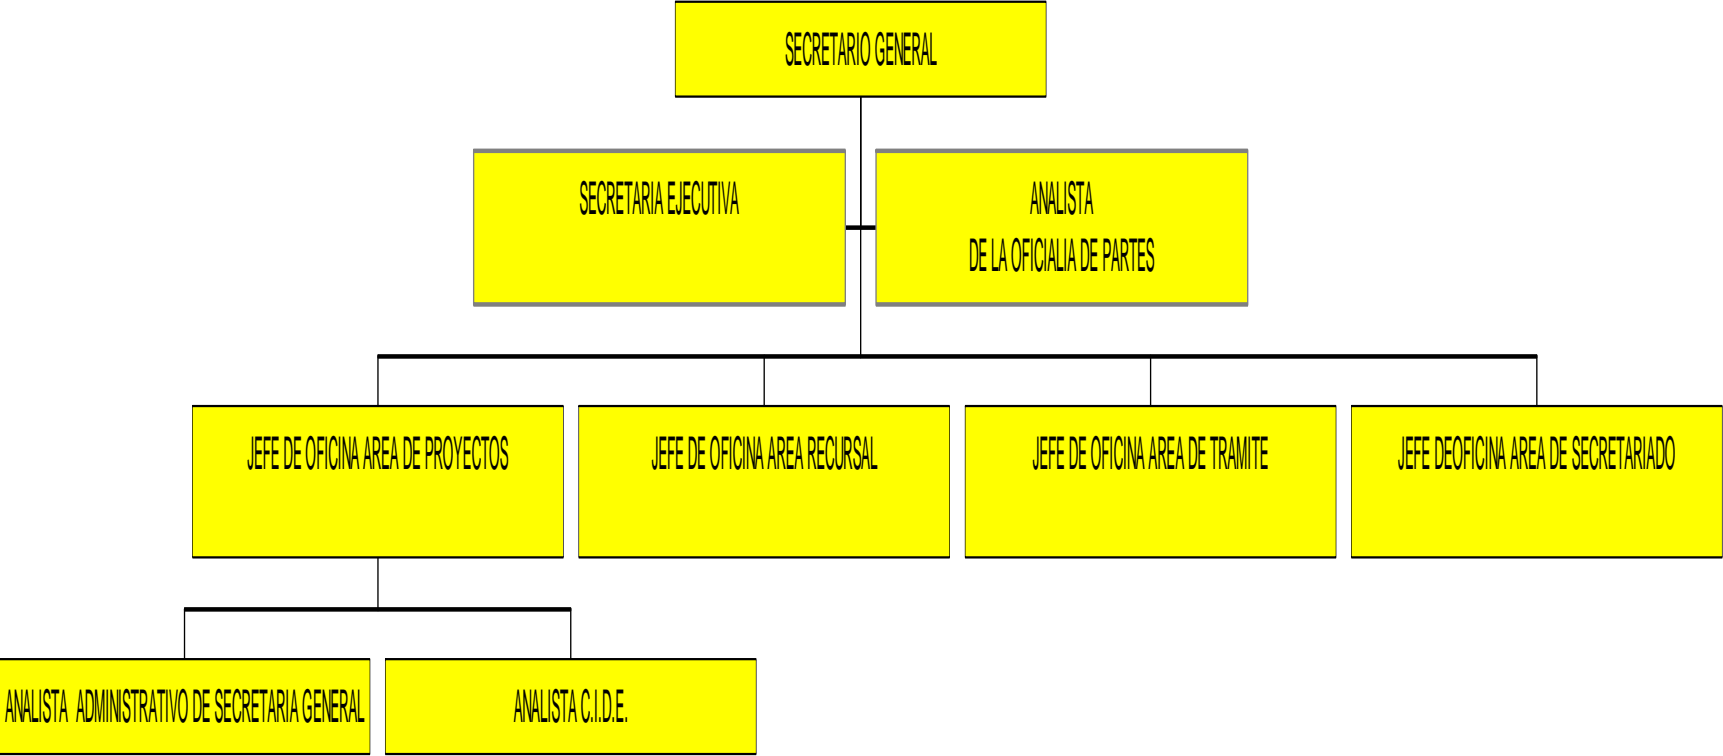 SECRETARIO GENERAL
SECRETARIA EJECUTIVA
ANALISTA
DE LA OFICIALIA DE PARTES
JEFE DE OFICINA AREA DE PROYECTOS
JEFE DE OFICINA AREA RECURSAL
JEFE DE OFICINA AREA DE TRAMITE
JEFE DEOFICINA AREA DE SECRETARIADO
ANALISTA  ADMINISTRATIVO DE SECRETARIA GENERAL
ANALISTA C.I.D.E.